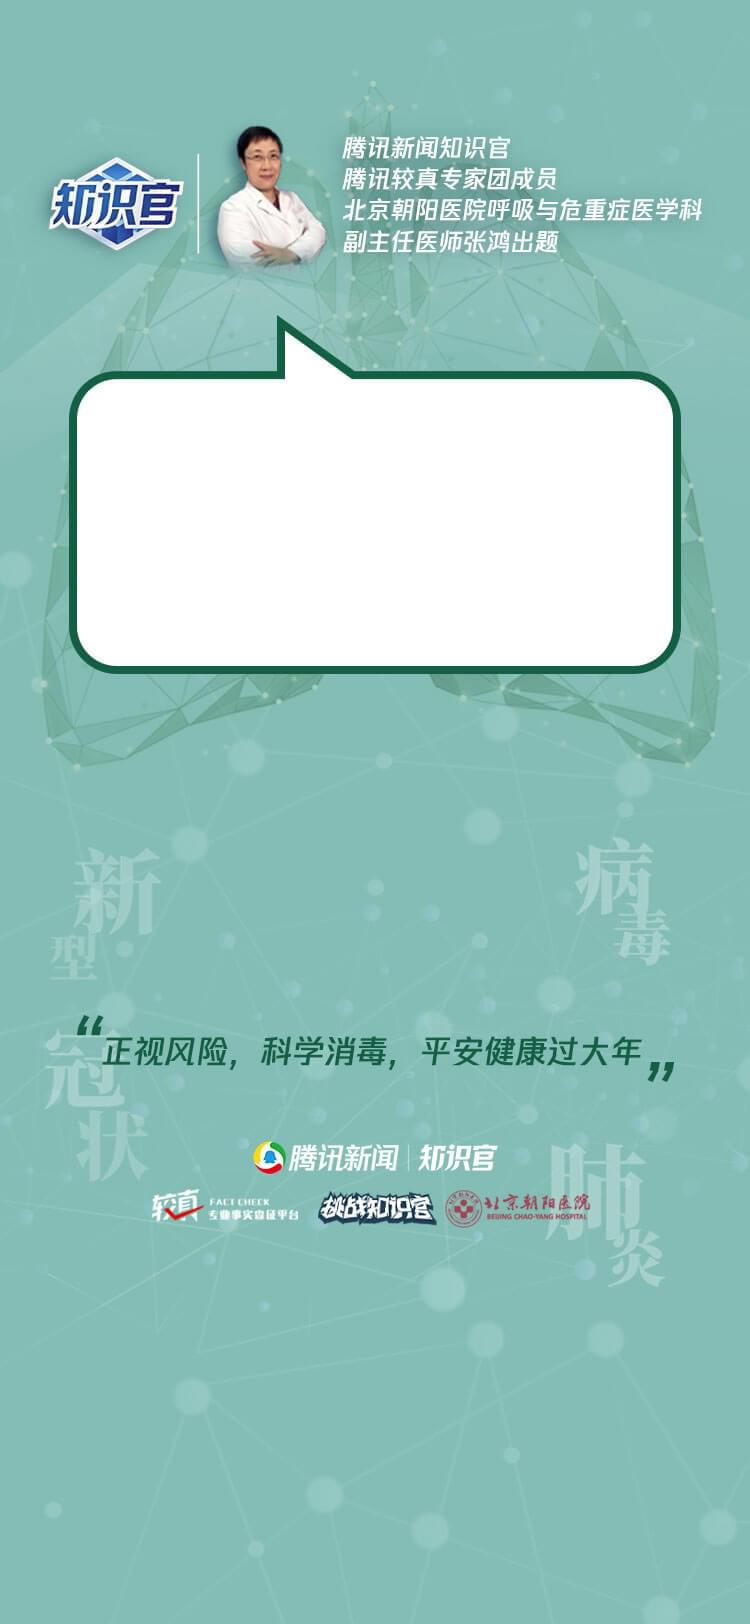 知识官
腾讯新闻知识官
腾讯较真专家团成员
北京朝阳医院呼吸与危重症医学科
副主任医师张鸿出题
新
型
冠
状
病
毒
肺
炎
“正视风险，科学消毒，平安健康过大年”
腾讯新闻 知识官
较真 FACT CHECK 专业事实查证平台
挑战知识官
北京朝阳医院
BEIJING CHAO-YANG HOSPITAL